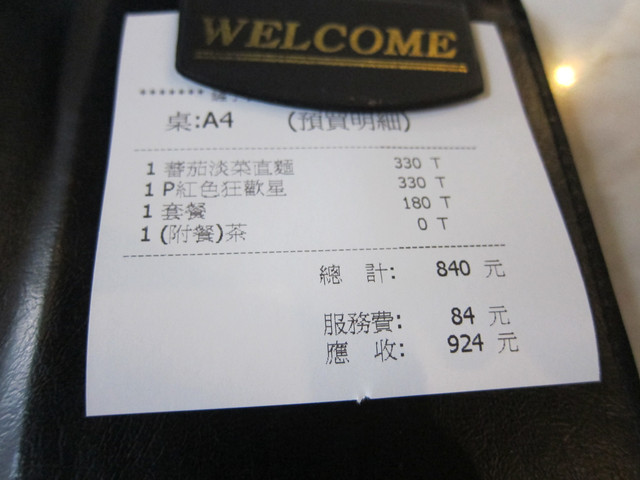 WELCOME
*******
桌:A4 (預質明細)
1 蕃茄淡菜直麵 330 T
1 P紅色狂歡星 330 T
1 套餐 180 T
1 (附餐)茶 0 T
總 計: 840 元
服務費: 84 元
應 收: 924 元